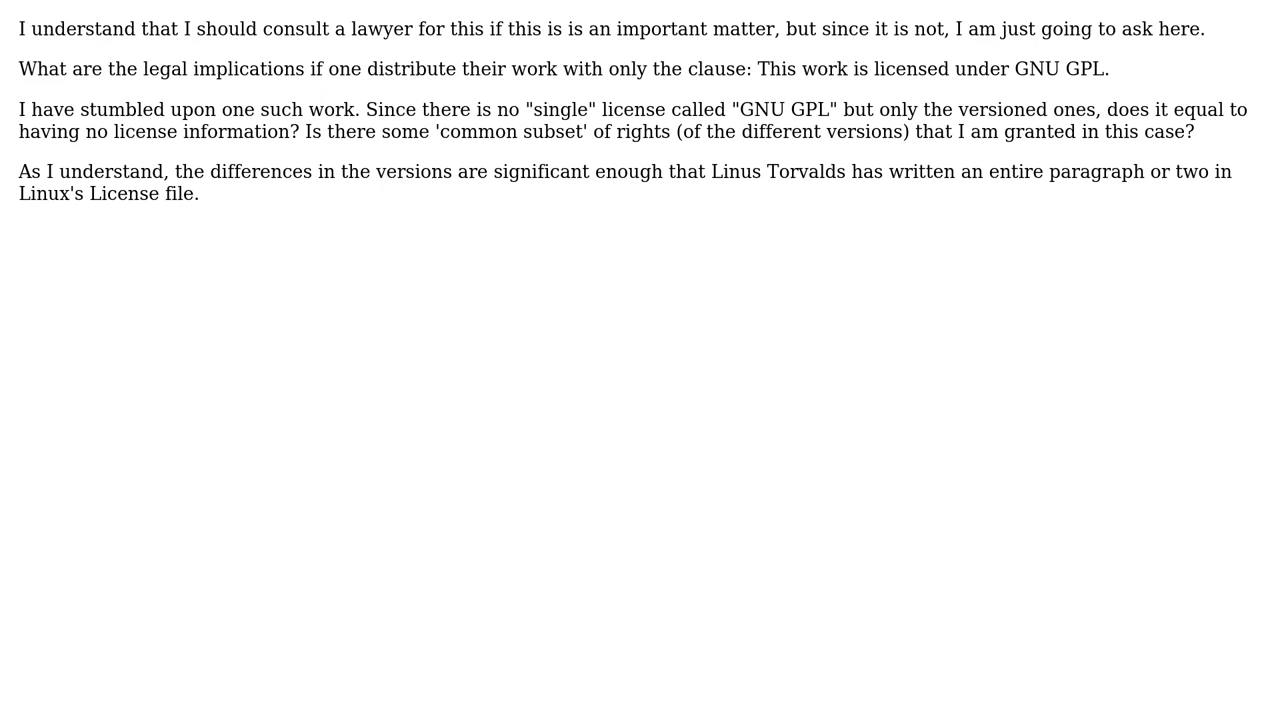 I understand that I should consult a lawyer for this if this is is an important matter, but since it is not, I am just going to ask here.
What are the legal implications if one distribute their work with only the clause: This work is licensed under GNU GPL.
I have stumbled upon one such work. Since there is no "single" license called "GNU GPL" but only the versioned ones, does it equal to
having no license information? Is there some 'common subset' of rights (of the different versions) that I am granted in this case?
As I understand, the differences in the versions are significant enough that Linus Torvalds has written an entire paragraph or two in
Linux's License file.